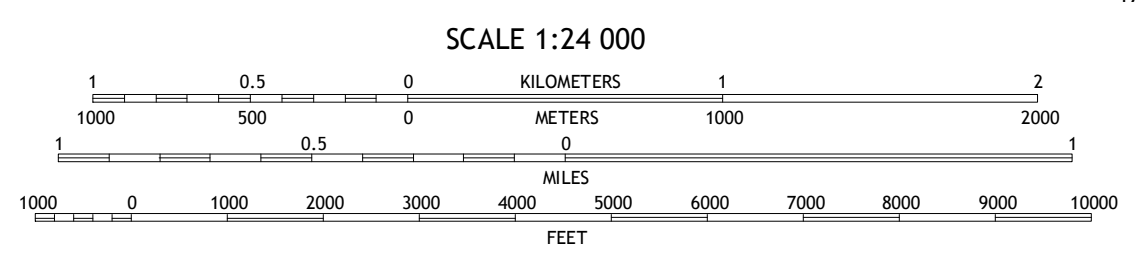 SCALE 1:24 000
1 0.5 0 KILOMETERS 1 2
1000 500 0 METERS 1000 2000
1 0.5 0 1
MILES
1000 0 1000 2000 3000 4000 5000 6000 7000 8000 9000 10000
FEET